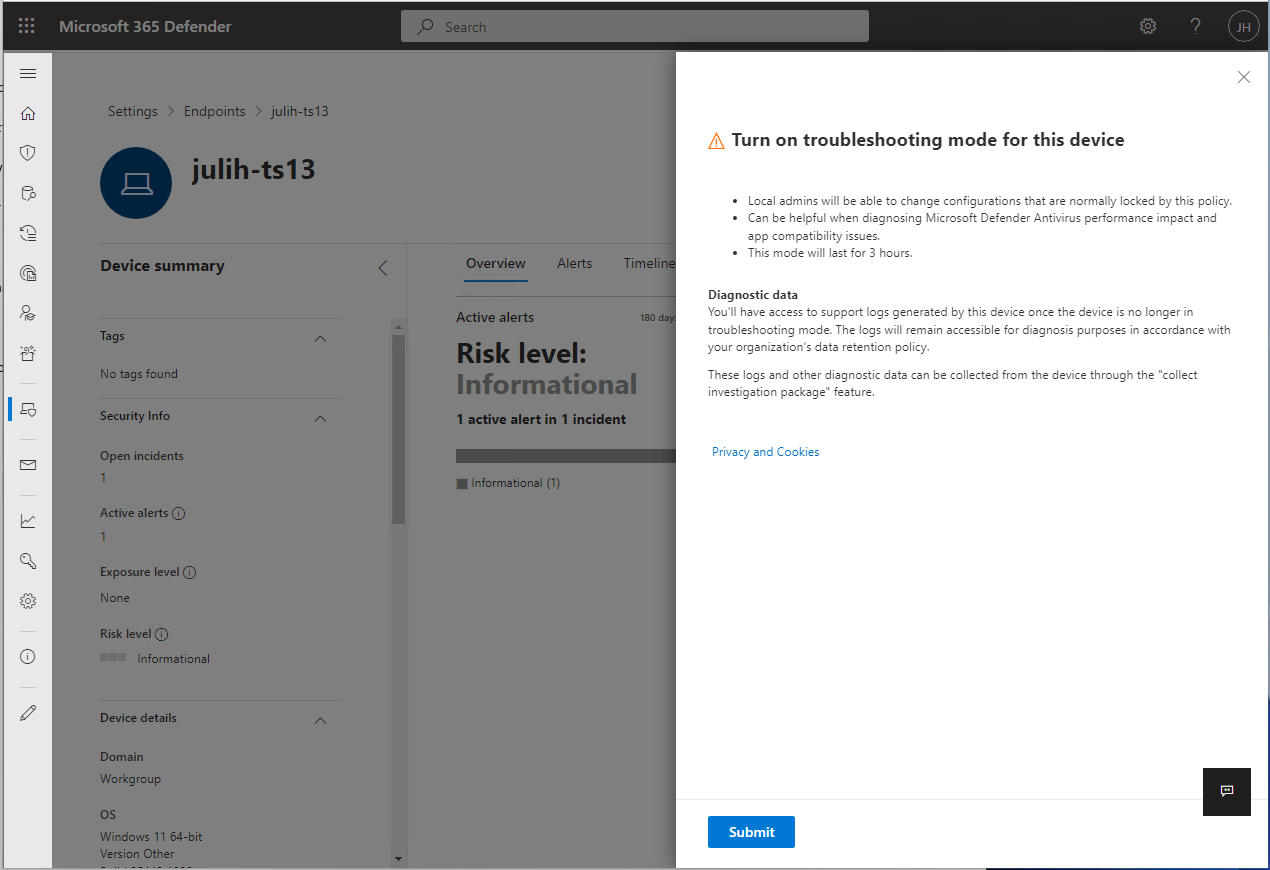 Microsoft 365 Defender
Search
JH
Settings > Endpoints > julih-ts13
julih-ts13
Device summary
Tags
No tags found
Security Info
Open incidents
1
Active alerts
1
Exposure level
None
Risk level
Informational
Device details
Domain
Workgroup
OS
Windows 11 64-bit
Version Other
Overview Alerts Timeline
Active alerts 180 days
Risk level:
Informational
1 active alert in 1 incident
Informational (1)
Turn on troubleshooting mode for this device
• Local admins will be able to change configurations that are normally locked by this policy.
• Can be helpful when diagnosing Microsoft Defender Antivirus performance impact and
app compatibility issues.
• This mode will last for 3 hours.
Diagnostic data
You'll have access to support logs generated by this device once the device is no longer in
troubleshooting mode. The logs will remain accessible for diagnosis purposes in accordance with
your organization's data retention policy.
These logs and other diagnostic data can be collected from the device through the "collect
investigation package" feature.
Privacy and Cookies
Submit